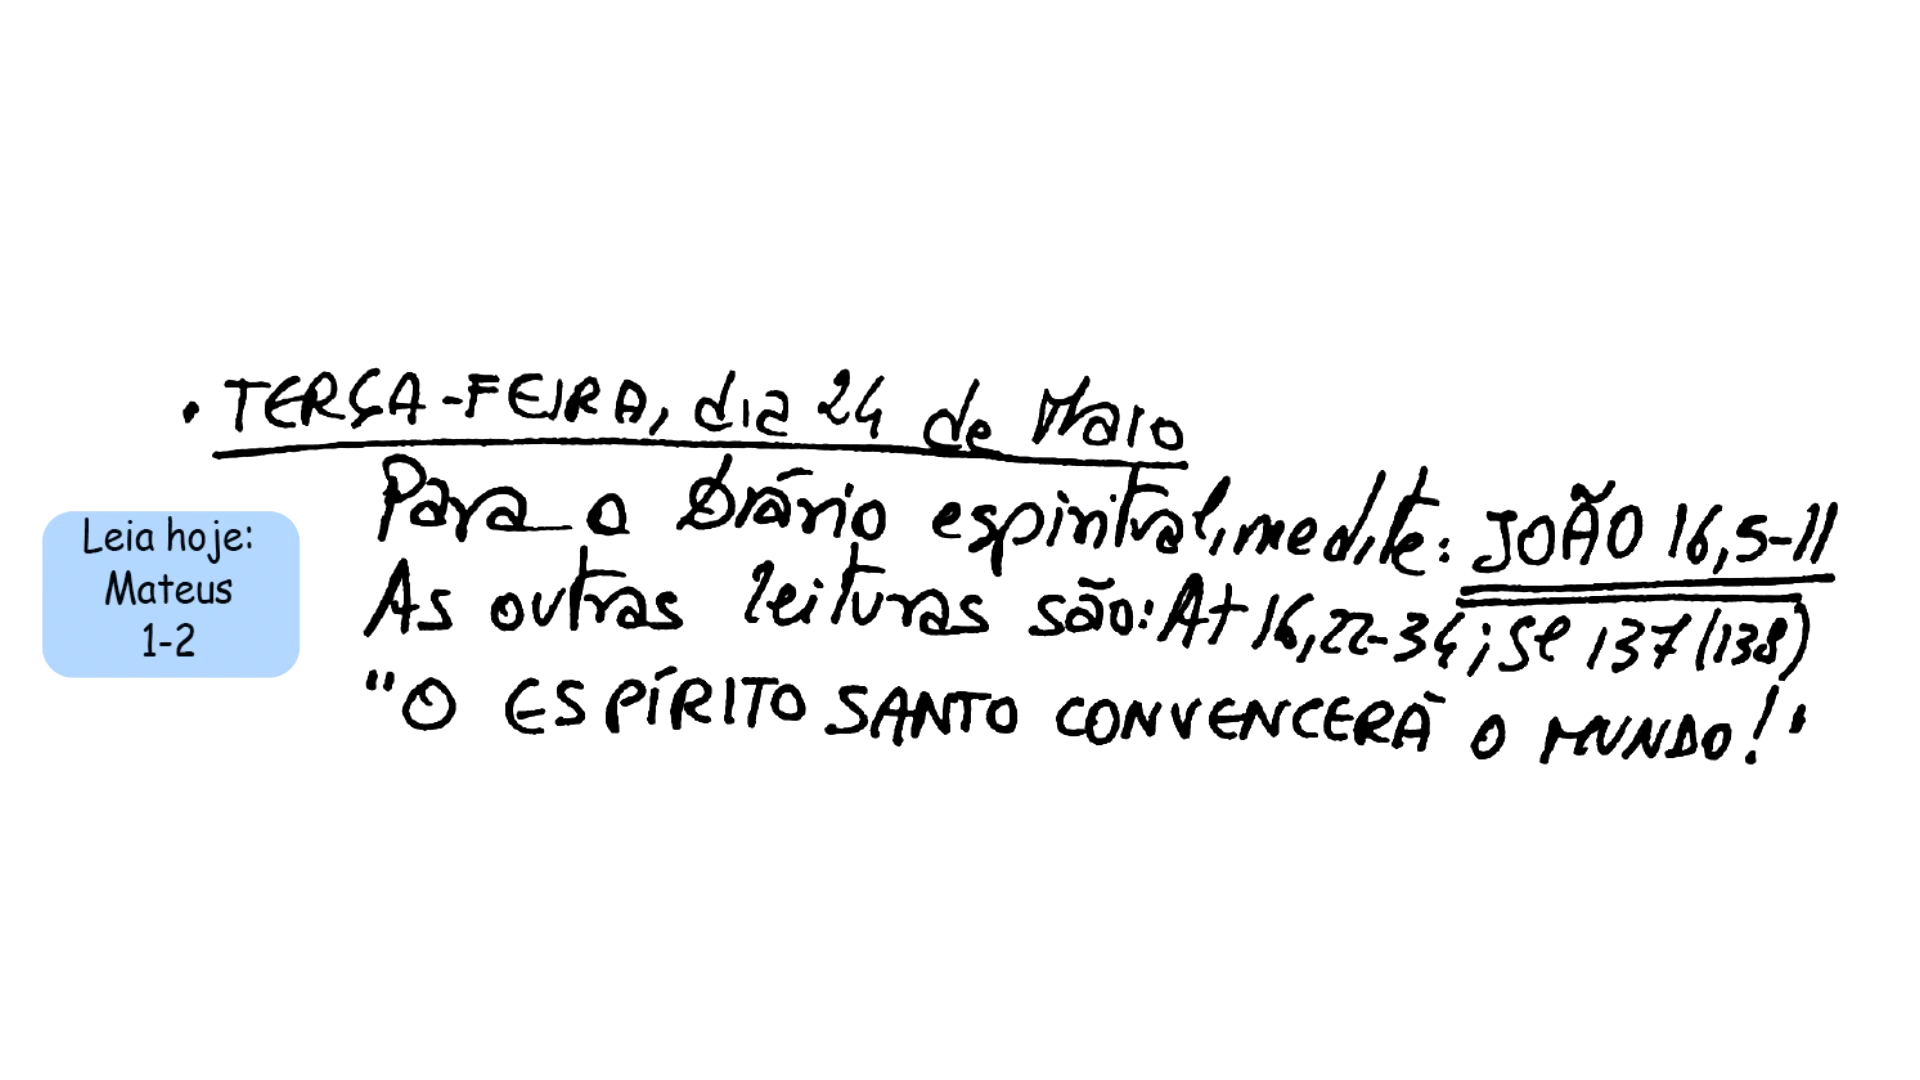 • TERÇA-FEIRA, dia 24 de Maio
Para o Diário espiritual, medite: JOÃO 16,5-11
As outras leituras são: At 16,22-34; Sl 137 (138)
"O ESPÍRITO SANTO CONVENCERÁ O MUNDO!"
Leia hoje:
Mateus
1-2